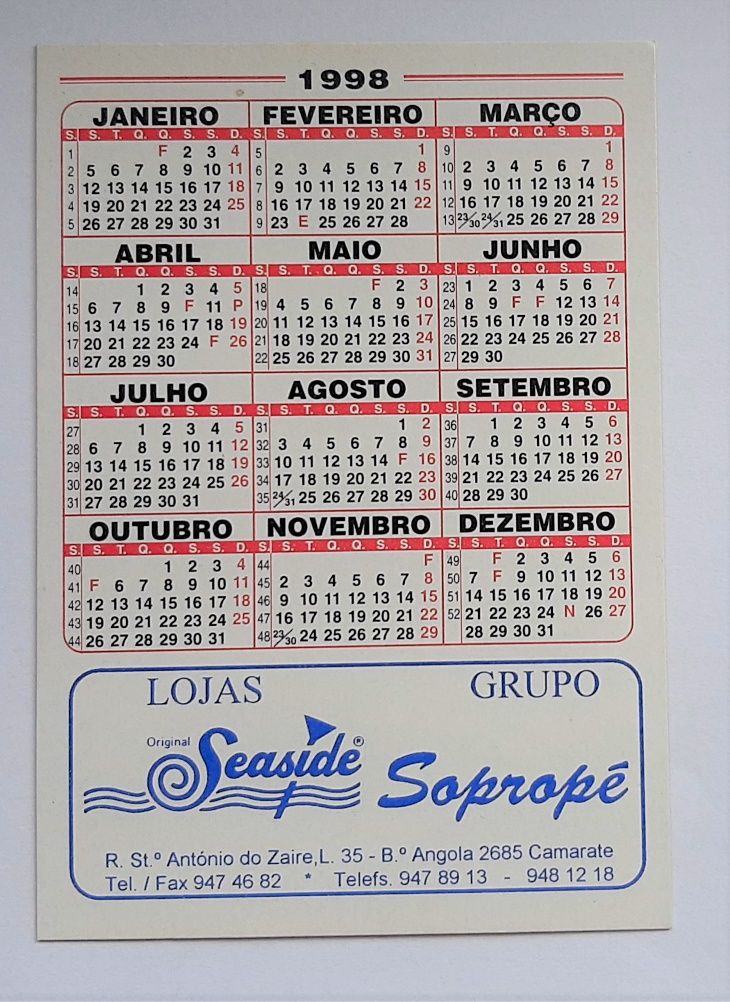 1998
JANEIRO FEVEREIRO MARÇO
S. S. T. Q. Q. S. S. D. S. S. T. Q. Q. S. S. D. S. S. T. Q. Q. S. S. D.
1 F 2 3 4 5 1 9 1
2 5 6 7 8 9 10 11 6 2 3 4 5 6 7 8 10 2 3 4 5 6 7 8
3 12 13 14 15 16 17 18 7 9 10 11 12 13 14 15 11 9 10 11 12 13 14 15
4 19 20 21 22 23 24 25 8 16 17 18 19 20 21 22 12 16 17 18 19 20 21 22
5 26 27 28 29 30 31 9 23 E 25 26 27 28 13 23/30 24/31 25 26 27 28 29
ABRIL MAIO JUNHO
S. S. T. Q. Q. S. S. D. S. S. T. Q. Q. S. S. D. S. S. T. Q. Q. S. S. D.
14 1 2 3 4 5 18 F 2 3 23 1 2 3 4 5 6 7
15 6 7 8 9 F 11 P 19 4 5 6 7 8 9 10 24 8 9 F F 12 13 14
16 13 14 15 16 17 18 19 20 11 12 13 14 15 16 17 25 15 16 17 18 19 20 21
17 20 21 22 23 24 F 26 21 18 19 20 21 22 23 24 26 22 23 24 25 26 27 28
18 27 28 29 30 22 25 26 27 28 29 30 31 27 29 30
JULHO AGOSTO SETEMBRO
S. S. T. Q. Q. S. S. D. S. S. T. Q. Q. S. S. D. S. S. T. Q. Q. S. S. D.
27 1 2 3 4 5 31 1 2 36 1 2 3 4 5 6
28 6 7 8 9 10 11 12 32 3 4 5 6 7 8 9 37 7 8 9 10 11 12 13
29 13 14 15 16 17 18 19 33 10 11 12 13 14 F 16 38 14 15 16 17 18 19 20
30 20 21 22 23 24 25 26 34 17 18 19 20 21 22 23 39 21 22 23 24 25 26 27
31 27 28 29 30 31 35 24/31 25 26 27 28 29 30 40 28 29 30
OUTUBRO NOVEMBRO DEZEMBRO
S. S. T. Q. Q. S. S. D. S. S. T. Q. Q. S. S. D. S. S. T. Q. Q. S. S. D.
40 1 2 3 4 44 F 49 F 2 3 4 5 6
41 F 6 7 8 9 10 11 45 2 3 4 5 6 7 8 50 7 F 9 10 11 12 13
42 12 13 14 15 16 17 18 46 9 10 11 12 13 14 15 51 14 15 16 17 18 19 20
43 19 20 21 22 23 24 25 47 16 17 18 19 20 21 22 52 21 22 23 24 N 26 27
44 26 27 28 29 30 31 48 23/30 24 25 26 27 28 29 28 29 30 31
LOJAS GRUPO
Original Seaside ® Sopropé
R. St.º António do Zaire, L. 35 - B.º Angola 2685 Camarate
Tel. / Fax 947 46 82 * Telefs. 947 89 13 - 948 12 18